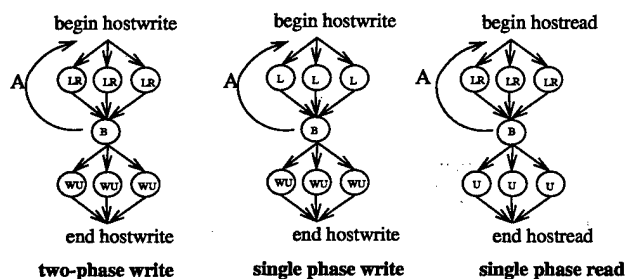 begin hostwrite begin hostwrite begin hostread
A LR LR LR A L L L A LR LR LR
B B B
WU WU WU WU WU WU U U U
end hostwrite end hostwrite end hostread
two-phase write single phase write single phase read